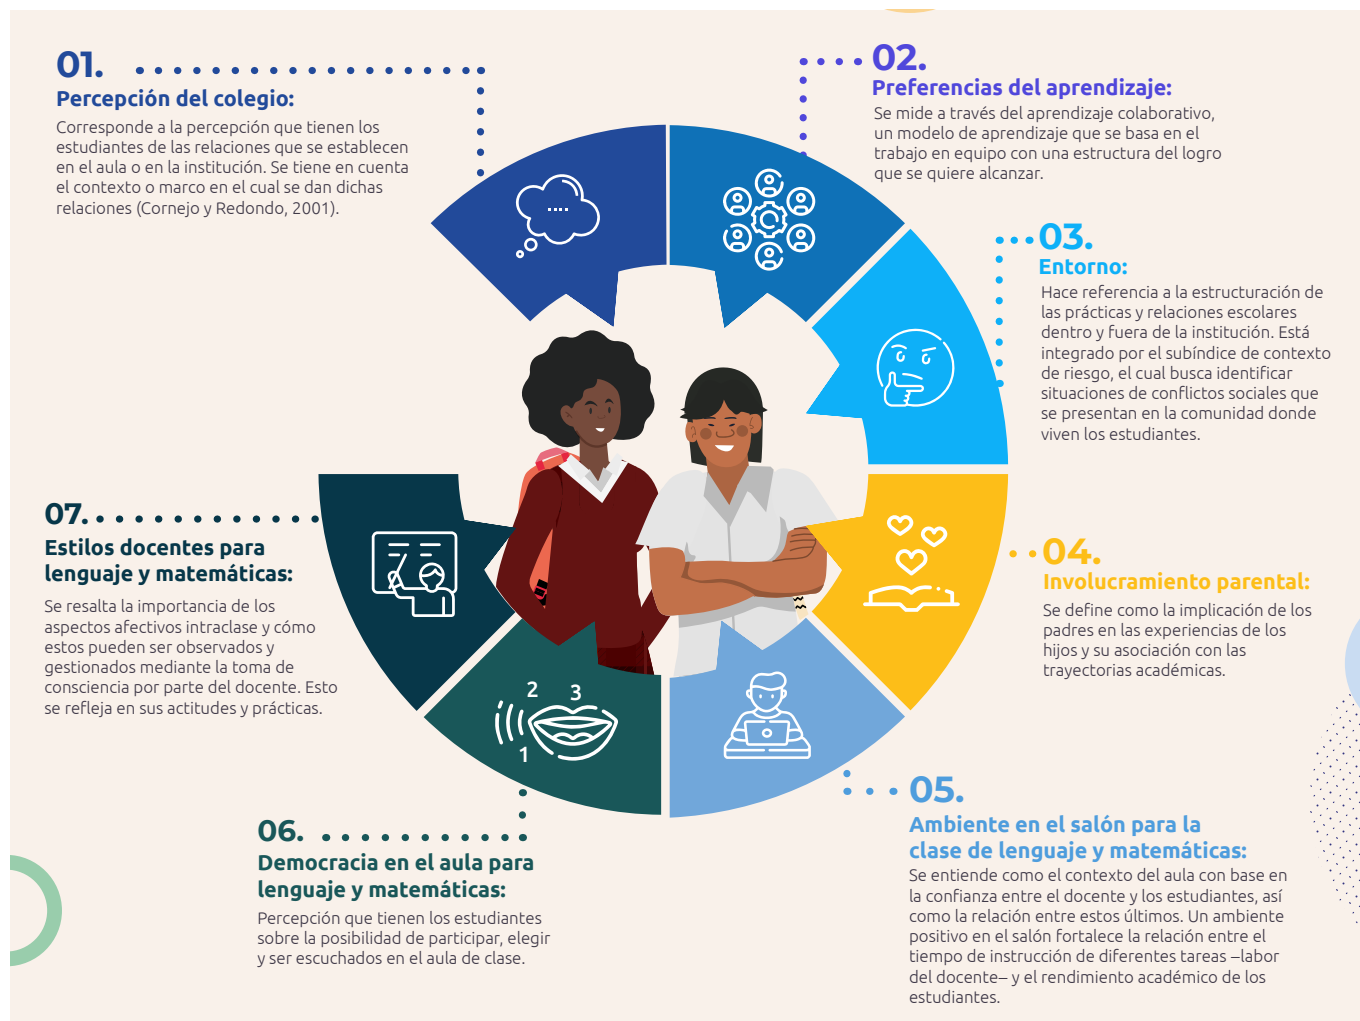 01.
Percepción del colegio:
Corresponde a la percepción que tienen los
estudiantes de las relaciones que se establecen
en el aula o en la institución. Se tiene en cuenta
el contexto o marco en el cual se dan dichas
relaciones (Cornejo y Redondo, 2001).
02.
Preferencias del aprendizaje:
Se mide a través del aprendizaje colaborativo,
un modelo de aprendizaje que se basa en el
trabajo en equipo con una estructura del logro
que se quiere alcanzar.
03.
Entorno:
Hace referencia a la estructuración de
las prácticas y relaciones escolares
dentro y fuera de la institución. Está
integrado por el subíndice de contexto
de riesgo, el cual busca identificar
situaciones de conflictos sociales que
se presentan en la comunidad donde
viven los estudiantes.
04.
Involucramiento parental:
Se define como la implicación de los
padres en las experiencias de los
hijos y su asociación con las
trayectorias académicas.
05.
Ambiente en el salón para la
clase de lenguaje y matemáticas:
Se entiende como el contexto del aula con base en
la confianza entre el docente y los estudiantes, así
como la relación entre estos últimos. Un ambiente
positivo en el salón fortalece la relación entre el
tiempo de instrucción de diferentes tareas –labor
del docente– y el rendimiento académico de los
estudiantes.
06.
Democracia en el aula para
lenguaje y matemáticas:
Percepción que tienen los estudiantes
sobre la posibilidad de participar, elegir
y ser escuchados en el aula de clase.
07.
Estilos docentes para
lenguaje y matemáticas:
Se resalta la importancia de los
aspectos afectivos intraclase y cómo
estos pueden ser observados y
gestionados mediante la toma de
consciencia por parte del docente. Esto
se refleja en sus actitudes y prácticas.
2 3
1